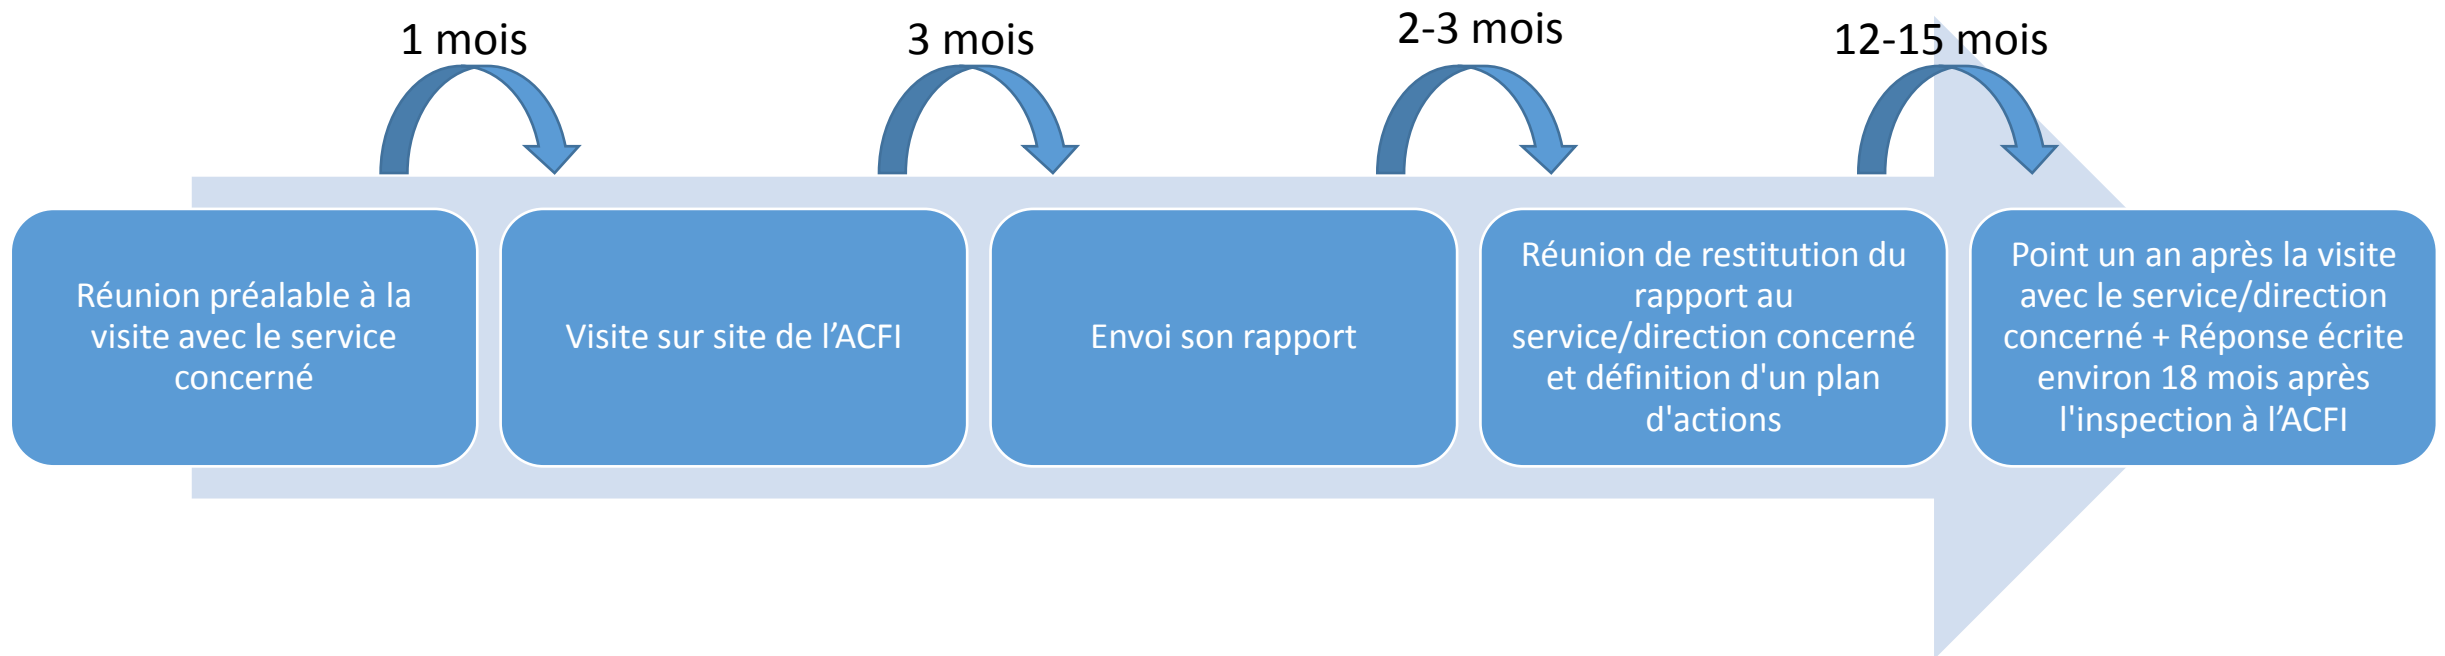 1 mois
3 mois
2-3 mois
12-15 mois
Réunion préalable à la
visite avec le service
concerné
Visite sur site de l’ACFI
Envoi son rapport
Réunion de restitution du
rapport au
service/direction concerné
et définition d'un plan
d'actions
Point un an après la visite
avec le service/direction
concerné + Réponse écrite
environ 18 mois après
l'inspection à l’ACFI